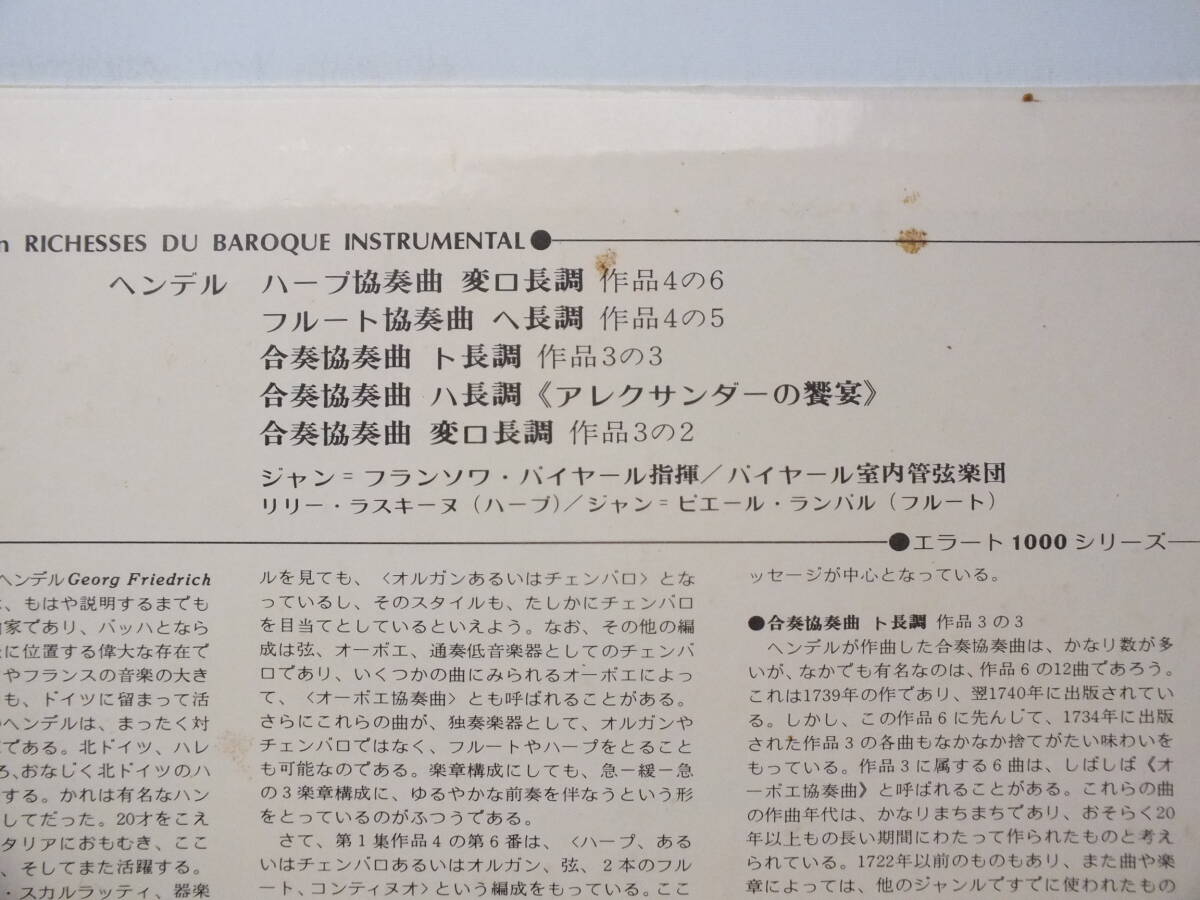 n RICHESSES DU BAROQUE INSTRUMENTAL●
ヘンデル ハープ協奏曲 変ロ長調 作品4の6
フルート協奏曲 ヘ長調 作品4の5
合奏協奏曲 ト長調 作品3の3
合奏協奏曲 ハ長調《アレクサンダーの饗宴》
合奏協奏曲 変ロ長調 作品3の2
ジャン=フランソワ・パイヤール指揮/パイヤール室内管弦楽団
リリー・ラスキーヌ(ハープ)/ジャン=ピエール・ランパル(フルート)
●エラート1000シリーズ
ヘンデルGeorg Friedrich
、もはや説明するまでも
家であり、バッハとなら
に位置する偉大な存在で
やフランスの音楽の大き
も、ドイツに留まって活
ヘンデルは、まったく対
である。北ドイツ、ハレ
ろ、おなじく北ドイツのハ
する。かれは有名なハン
してだった。20才をこえ
タリアにおもむき、ここ
、そしてまた活躍する。
・スカルラッティ、器楽
ルを見ても、〈オルガンあるいはチェンバロ〉とな
っているし、そのスタイルも、たしかにチェンバロ
を目当てとしているといえよう。なお、その他の編
成は弦、オーボエ、通奏低音楽器としてのチェンバ
ロであり、いくつかの曲にみられるオーボエによっ
て、〈オーボエ協奏曲〉とも呼ばれることがある。
さらにこれらの曲が、独奏楽器として、オルガンや
チェンバロではなく、フルートやハープをとること
も可能なのである。楽章構成にしても、急ー緩ー急
の3楽章構成に、ゆるやかな前奏を伴なうという形
をとっているのがふつうである。
さて、第1集作品4の第6番は、〈ハープ、ある
いはチェンバロあるいはオルガン、弦、2本のフル
ート、コンティヌオ〉という編成をもっている。ここ
ッセージが中心となっている。
●合奏協奏曲 ト長調 作品3の3
ヘンデルが作曲した合奏協奏曲は、かなり数が多
いが、なかでも有名なのは、作品6の12曲であろう。
これは1739年の作であり、翌1740年に出版されてい
る。しかし、この作品6に先んじて、1734年に出版
された作品3の各曲もなかなか捨てがたい味わいを
もっている。作品3に属する6曲は、しばしば《オ
ーボエ協奏曲》と呼ばれることがある。これらの曲
の作曲年代は、かなりまちまちであり、おそらく20
年以上もの長い期間にわたって作られたものと考え
られている。1722年以前のものもあり、また曲や楽
章によっては、他のジャンルですでに使われたもの